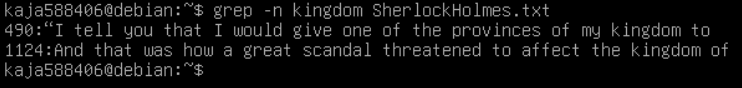 kaja588406@debian:~$ grep -n kingdom SherlockHolmes.txt
490:“I tell you that I would give one of the provinces of my kingdom to
1124:And that was how a great scandal threatened to affect the kingdom of
kaja588406@debian:~$